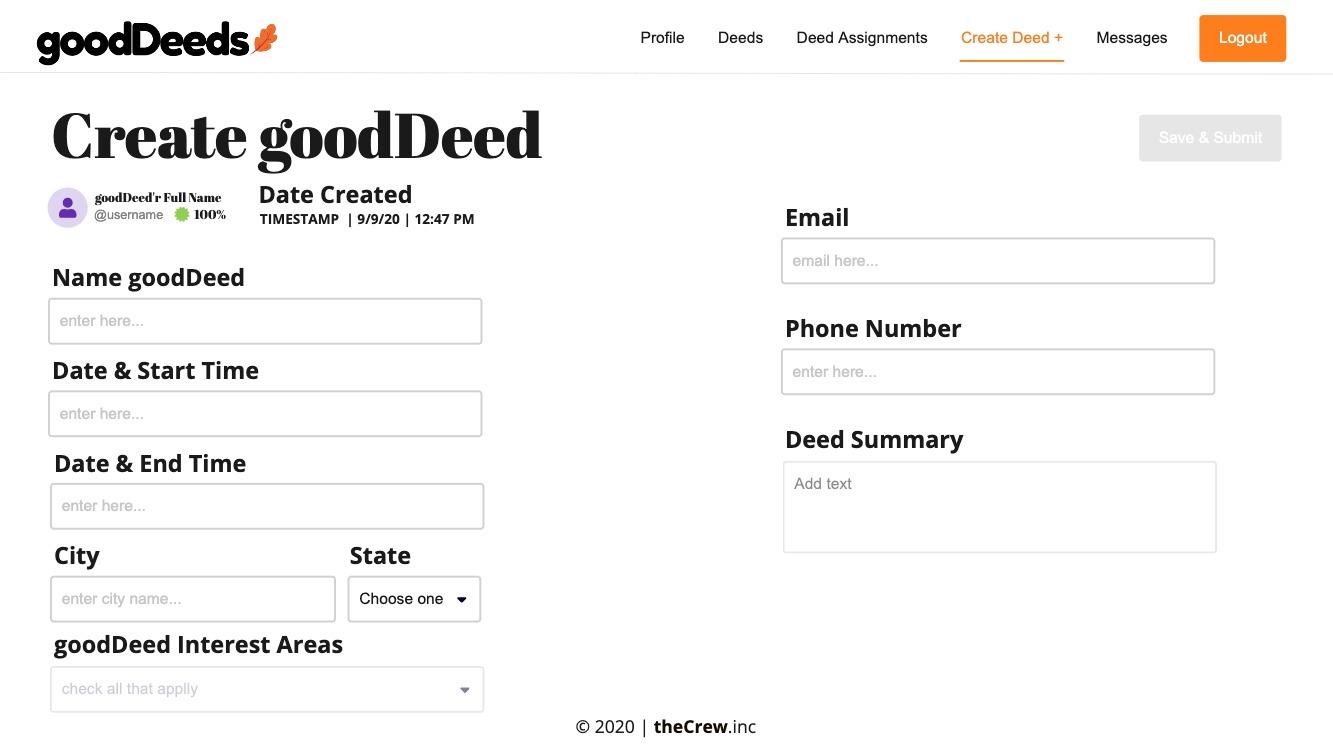 goodDeeds
Profile Deeds Deed Assignments Create Deed + Messages Logout
Create goodDeed
Save & Submit
goodDeed'r Full Name
@username 100%
Date Created
TIMESTAMP | 9/9/20 | 12:47 PM
Name goodDeed
enter here...
Date & Start Time
enter here...
Date & End Time
enter here...
City State
enter city name... Choose one
goodDeed Interest Areas
check all that applly
Email
email here...
Phone Number
enter here...
Deed Summary
Add text
© 2020 | theCrew.inc